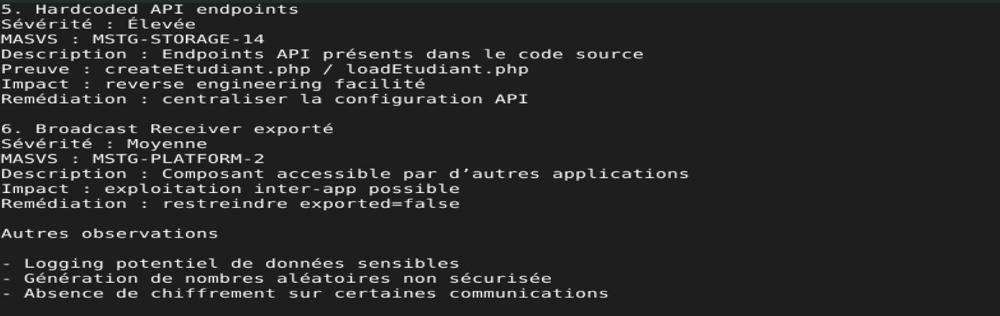 5. Hardcoded API endpoints
Sévérité : Élevée
MASVS : MSTG-STORAGE-14
Description : Endpoints API présents dans le code source
Preuve : createEtudiant.php / loadEtudiant.php
Impact : reverse engineering facilité
Remédiation : centraliser la configuration API
6. Broadcast Receiver exporté
Sévérité : Moyenne
MASVS : MSTG-PLATFORM-2
Description : Composant accessible par d’autres applications
Impact : exploitation inter-app possible
Remédiation : restreindre exported=false
Autres observations
- Logging potentiel de données sensibles
- Génération de nombres aléatoires non sécurisée
- Absence de chiffrement sur certaines communications